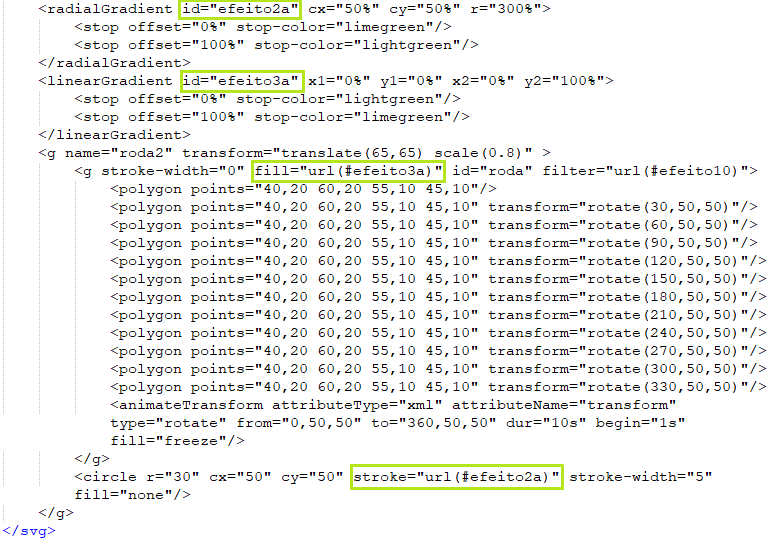 <radialGradient id="efeito2a" cx="50%" cy="50%" r="300%">
<stop offset="0%" stop-color="limegreen"/>
<stop offset="100%" stop-color="lightgreen"/>
</radialGradient>
<linearGradient id="efeito3a" x1="0%" y1="0%" x2="0%" y2="100%">
<stop offset="0%" stop-color="lightgreen"/>
<stop offset="100%" stop-color="limegreen"/>
</linearGradient>
<g name="roda2" transform="translate(65,65) scale(0.8)" >
<g stroke-width="0" fill="url(#efeito3a)" id="roda" filter="url(#efeito10)">
<polygon points="40,20 60,20 55,10 45,10"/>
<polygon points="40,20 60,20 55,10 45,10" transform="rotate(30,50,50)"/>
<polygon points="40,20 60,20 55,10 45,10" transform="rotate(60,50,50)"/>
<polygon points="40,20 60,20 55,10 45,10" transform="rotate(90,50,50)"/>
<polygon points="40,20 60,20 55,10 45,10" transform="rotate(120,50,50)"/>
<polygon points="40,20 60,20 55,10 45,10" transform="rotate(150,50,50)"/>
<polygon points="40,20 60,20 55,10 45,10" transform="rotate(180,50,50)"/>
<polygon points="40,20 60,20 55,10 45,10" transform="rotate(210,50,50)"/>
<polygon points="40,20 60,20 55,10 45,10" transform="rotate(240,50,50)"/>
<polygon points="40,20 60,20 55,10 45,10" transform="rotate(270,50,50)"/>
<polygon points="40,20 60,20 55,10 45,10" transform="rotate(300,50,50)"/>
<polygon points="40,20 60,20 55,10 45,10" transform="rotate(330,50,50)"/>
<animateTransform attributeType="xml" attributeName="transform"
type="rotate" from="0,50,50" to="360,50,50" dur="10s" begin="1s"
fill="freeze"/>
</g>
<circle r="30" cx="50" cy="50" stroke="url(#efeito2a)" stroke-width="5"
fill="none"/>
</g>
</svg>